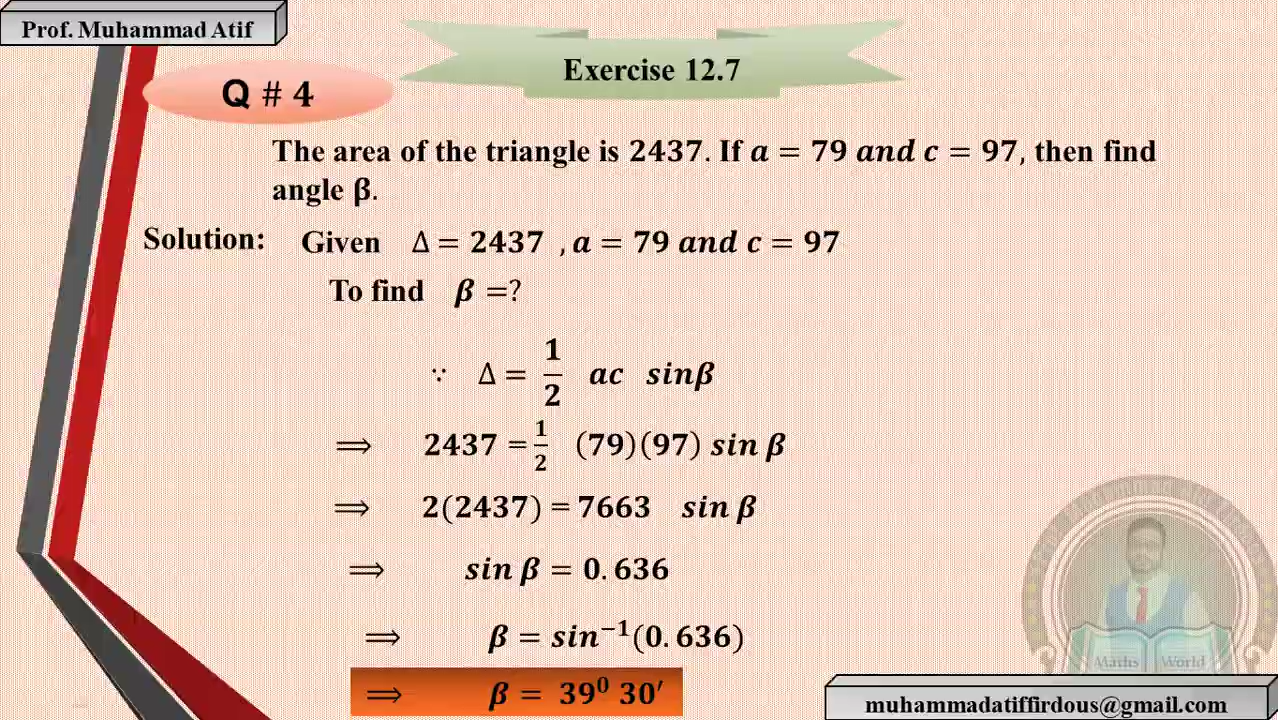 Prof. Muhammad Atif
Exercise 12.7
Q # 4
The area of the triangle is 2437. If a = 79 and c = 97, then find
angle β.
Solution: Given Δ = 2437 , a = 79 and c = 97
To find β =?
∵ Δ = 1/2 ac sinβ
⟹ 2437 = 1/2 (79)(97) sin β
⟹ 2(2437) = 7663 sin β
⟹ sin β = 0.636
⟹ β = sin⁻¹(0.636)
⟹ β = 39⁰ 30′
Maths World
muhammadatiffirdous@gmail.com